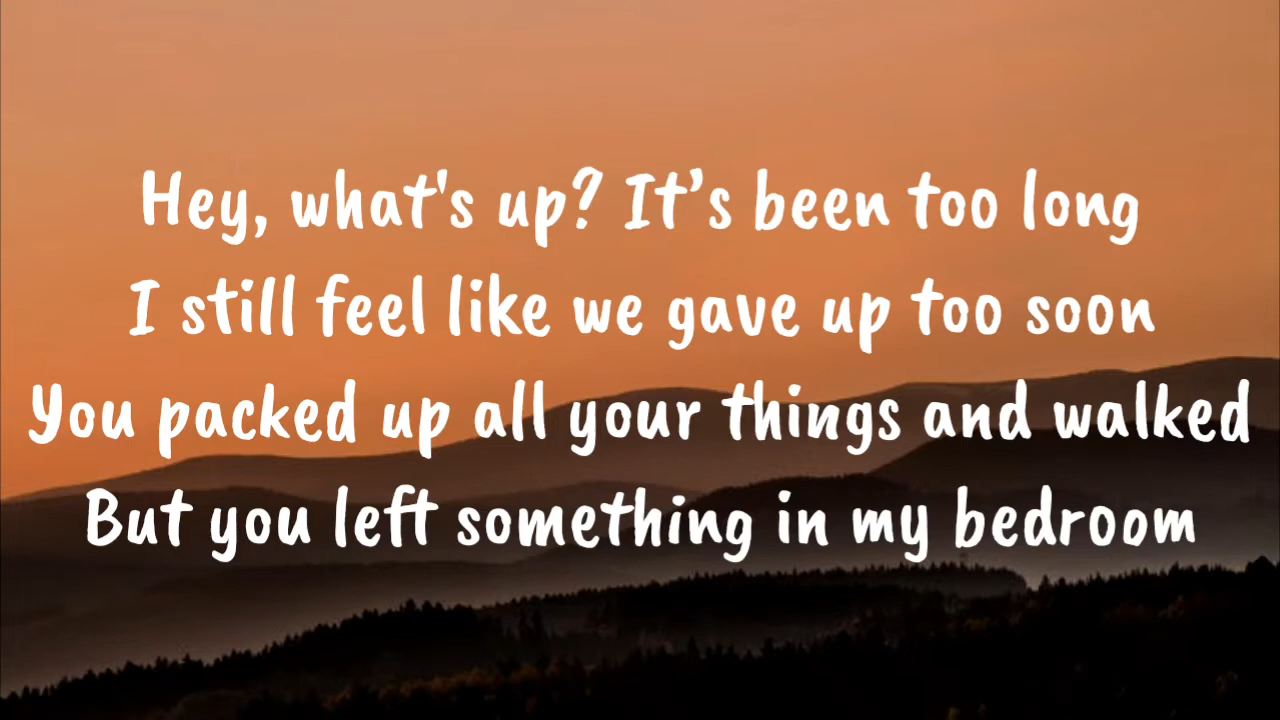 Hey, what's up? It’s been too long
I still feel like we gave up too soon
You packed up all your things and walked
But you left something in my bedroom